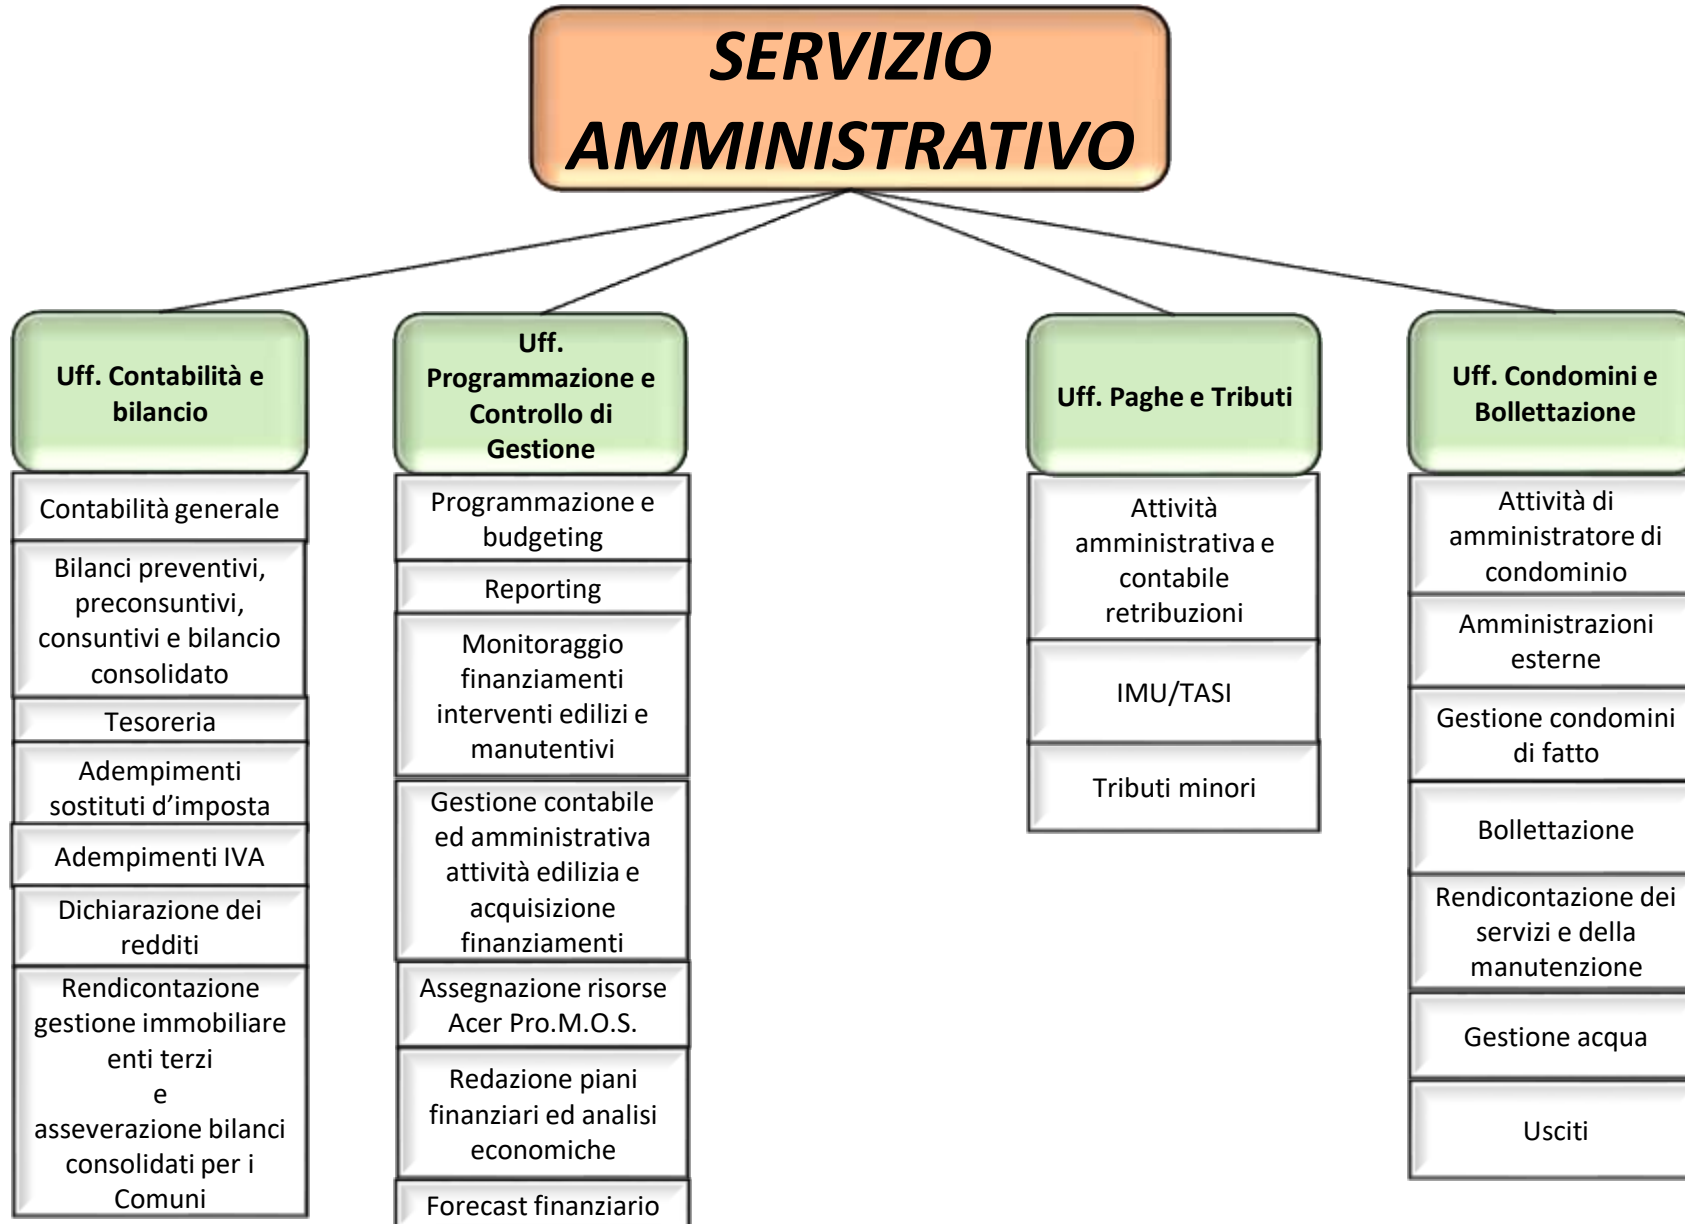 SERVIZIO
AMMINISTRATIVO
Uff. Contabilità e
bilancio
Contabilità generale
Bilanci preventivi,
preconsuntivi,
consuntivi e bilancio
consolidato
Tesoreria
Adempimenti
sostituti d’imposta
Adempimenti IVA
Dichiarazione dei
redditi
Rendicontazione
gestione immobiliare
enti terzi
e
asseverazione bilanci
consolidati per i
Comuni
Uff.
Programmazione e
Controllo di
Gestione
Programmazione e
budgeting
Reporting
Monitoraggio
finanziamenti
interventi edilizi e
manutentivi
Gestione contabile
ed amministrativa
attività edilizia e
acquisizione
finanziamenti
Assegnazione risorse
Acer Pro.M.O.S.
Redazione piani
finanziari ed analisi
economiche
Forecast finanziario
Uff. Paghe e Tributi
Attività
amministrativa e
contabile
retribuzioni
IMU/TASI
Tributi minori
Uff. Condomini e
Bollettazione
Attività di
amministratore di
condominio
Amministrazioni
esterne
Gestione condomini
di fatto
Bollettazione
Rendicontazione dei
servizi e della
manutenzione
Gestione acqua
Usciti